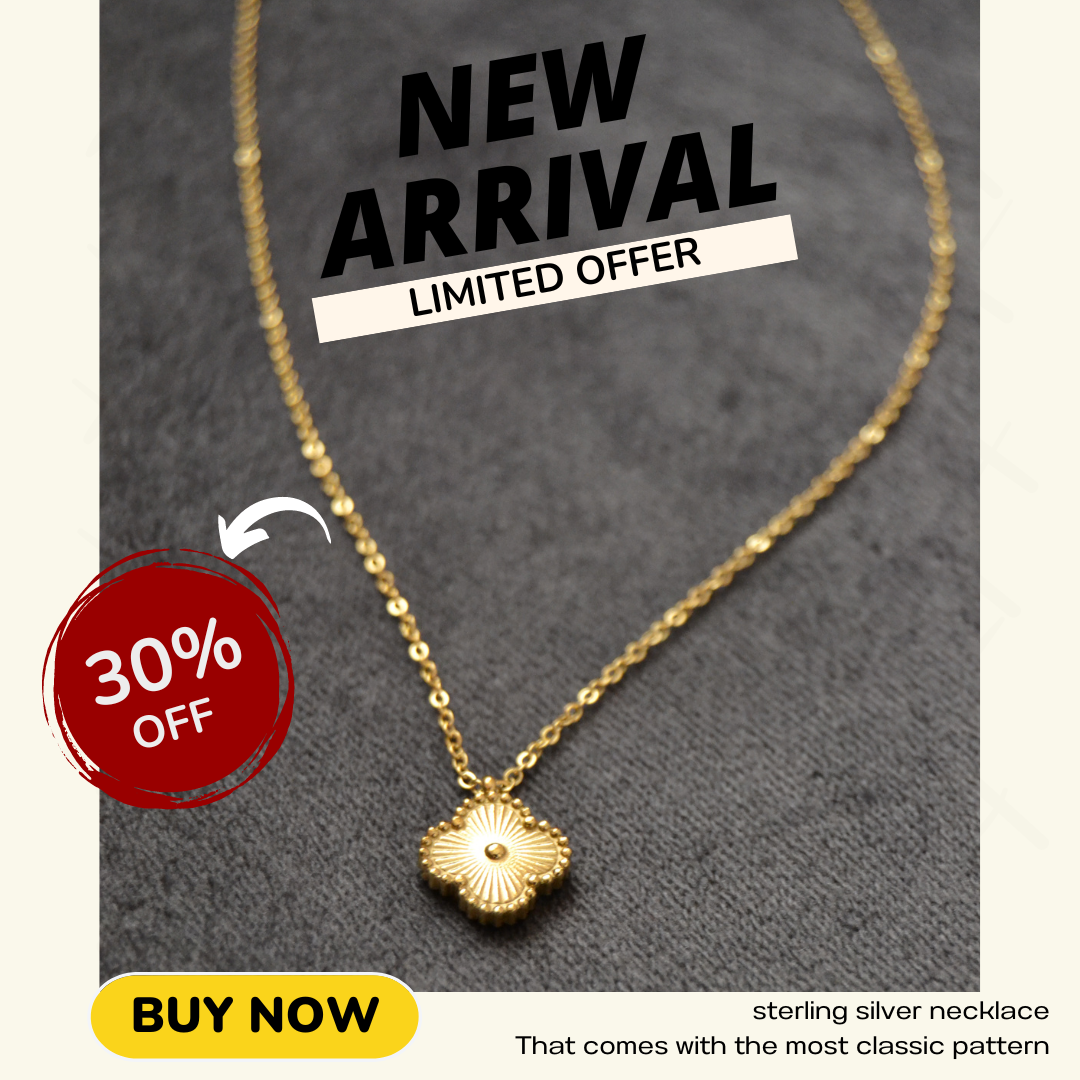 NEW
ARRIVAL
LIMITED OFFER
30%
OFF
BUY NOW
sterling silver necklace
That comes with the most classic pattern